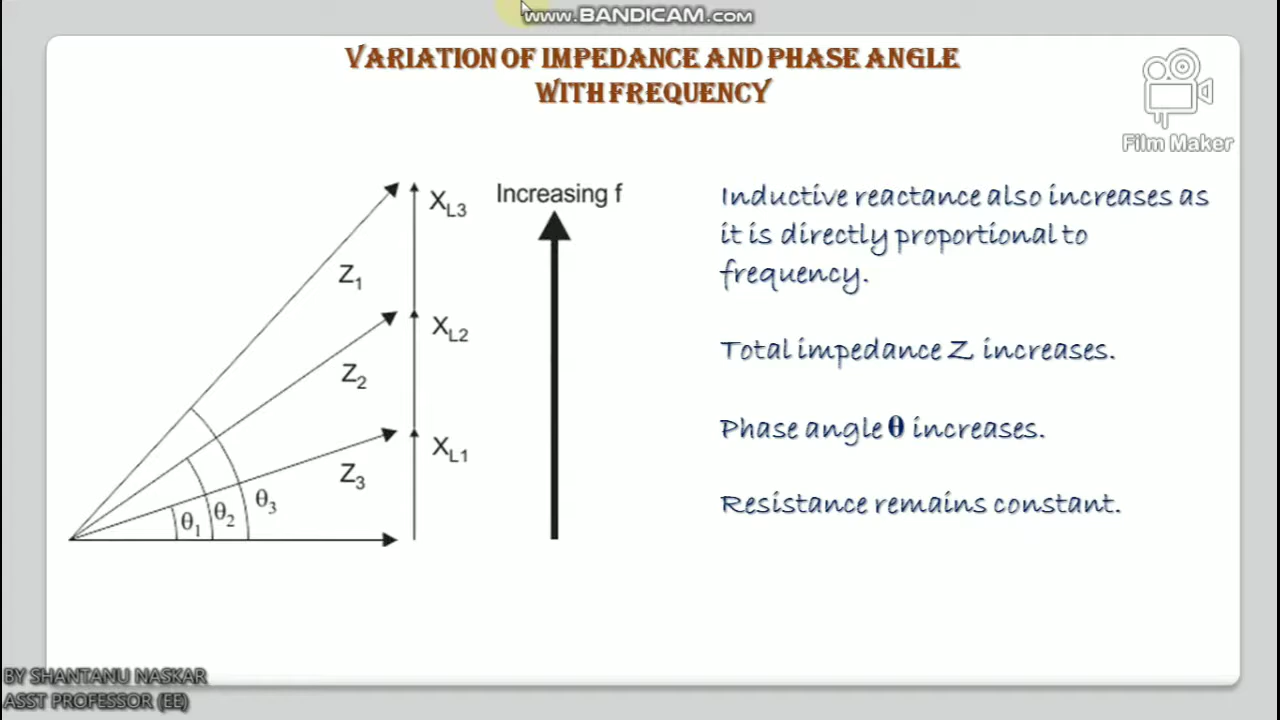 WWW.BANDICAM.COM
VARIATION OF IMPEDANCE AND PHASE ANGLE
WITH FREQUENCY
Film Maker
XL3
Increasing f
Z1
XL2
Z2
XL1
Z3
θ1
θ2
θ3
Inductive reactance also increases as
it is directly proportional to
frequency.
Total impedance Z increases.
Phase angle θ increases.
Resistance remains constant.
BY SHANTANU NASKAR
ASST PROFESSOR (EE)